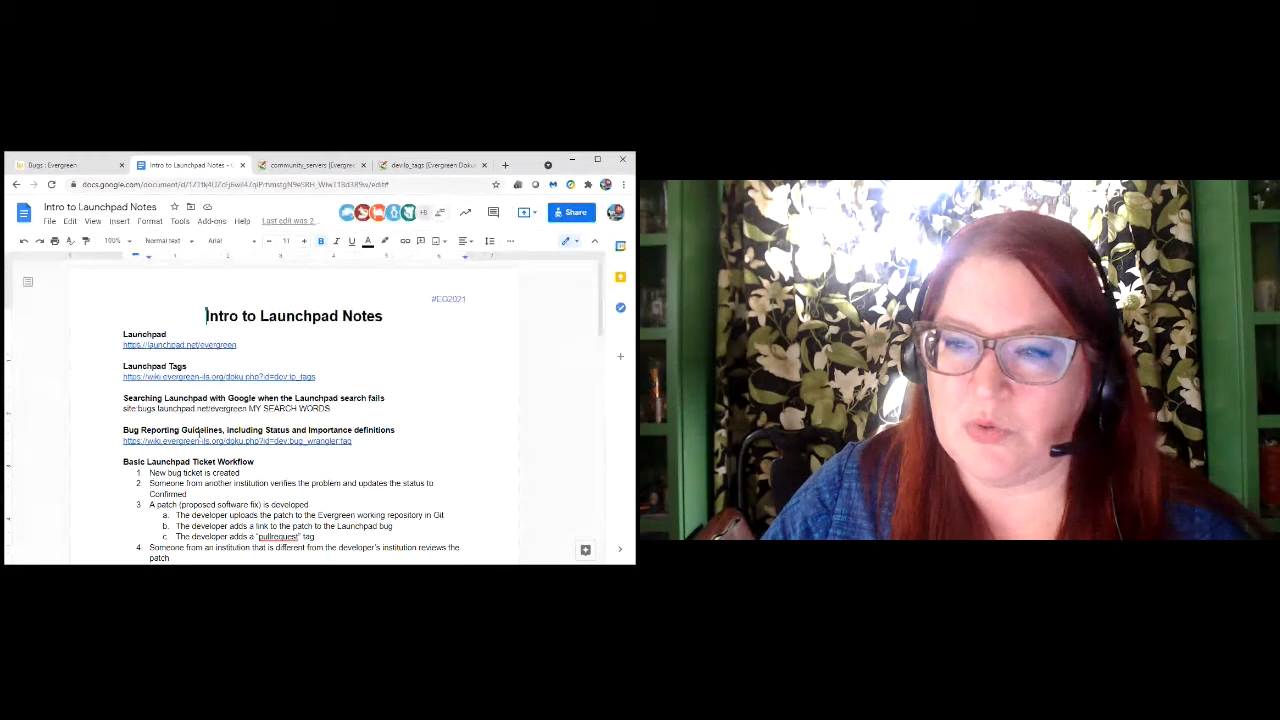 Bugs : Evergreen
Intro to Launchpad Notes - G
community_servers [Evergree
dev:lp_tags [Evergreen Doku
Intro to Launchpad Notes
File Edit View Insert Format Tools Add-ons Help Last edit was 2 ...
+8
Share
100% Normal text Arial 11
#EG2021
Intro to Launchpad Notes
Launchpad
https://launchpad.net/evergreen
Launchpad Tags
https://wiki.evergreen-ils.org/doku.php?id=dev:lp_tags
Searching Launchpad with Google when the Launchpad search fails
site:bugs.launchpad.net/evergreen MY SEARCH WORDS
Bug Reporting Guidelines, including Status and Importance definitions
https://wiki.evergreen-ils.org/doku.php?id=dev:bug_wrangler:faq
Basic Launchpad Ticket Workflow
1. New bug ticket is created
2. Someone from another institution verifies the problem and updates the status to
Confirmed
3. A patch (proposed software fix) is developed
a. The developer uploads the patch to the Evergreen working repository in Git
b. The developer adds a link to the patch to the Launchpad bug
c. The developer adds a "pullrequest" tag
4. Someone from an institution that is different from the developer's institution reviews the
patch